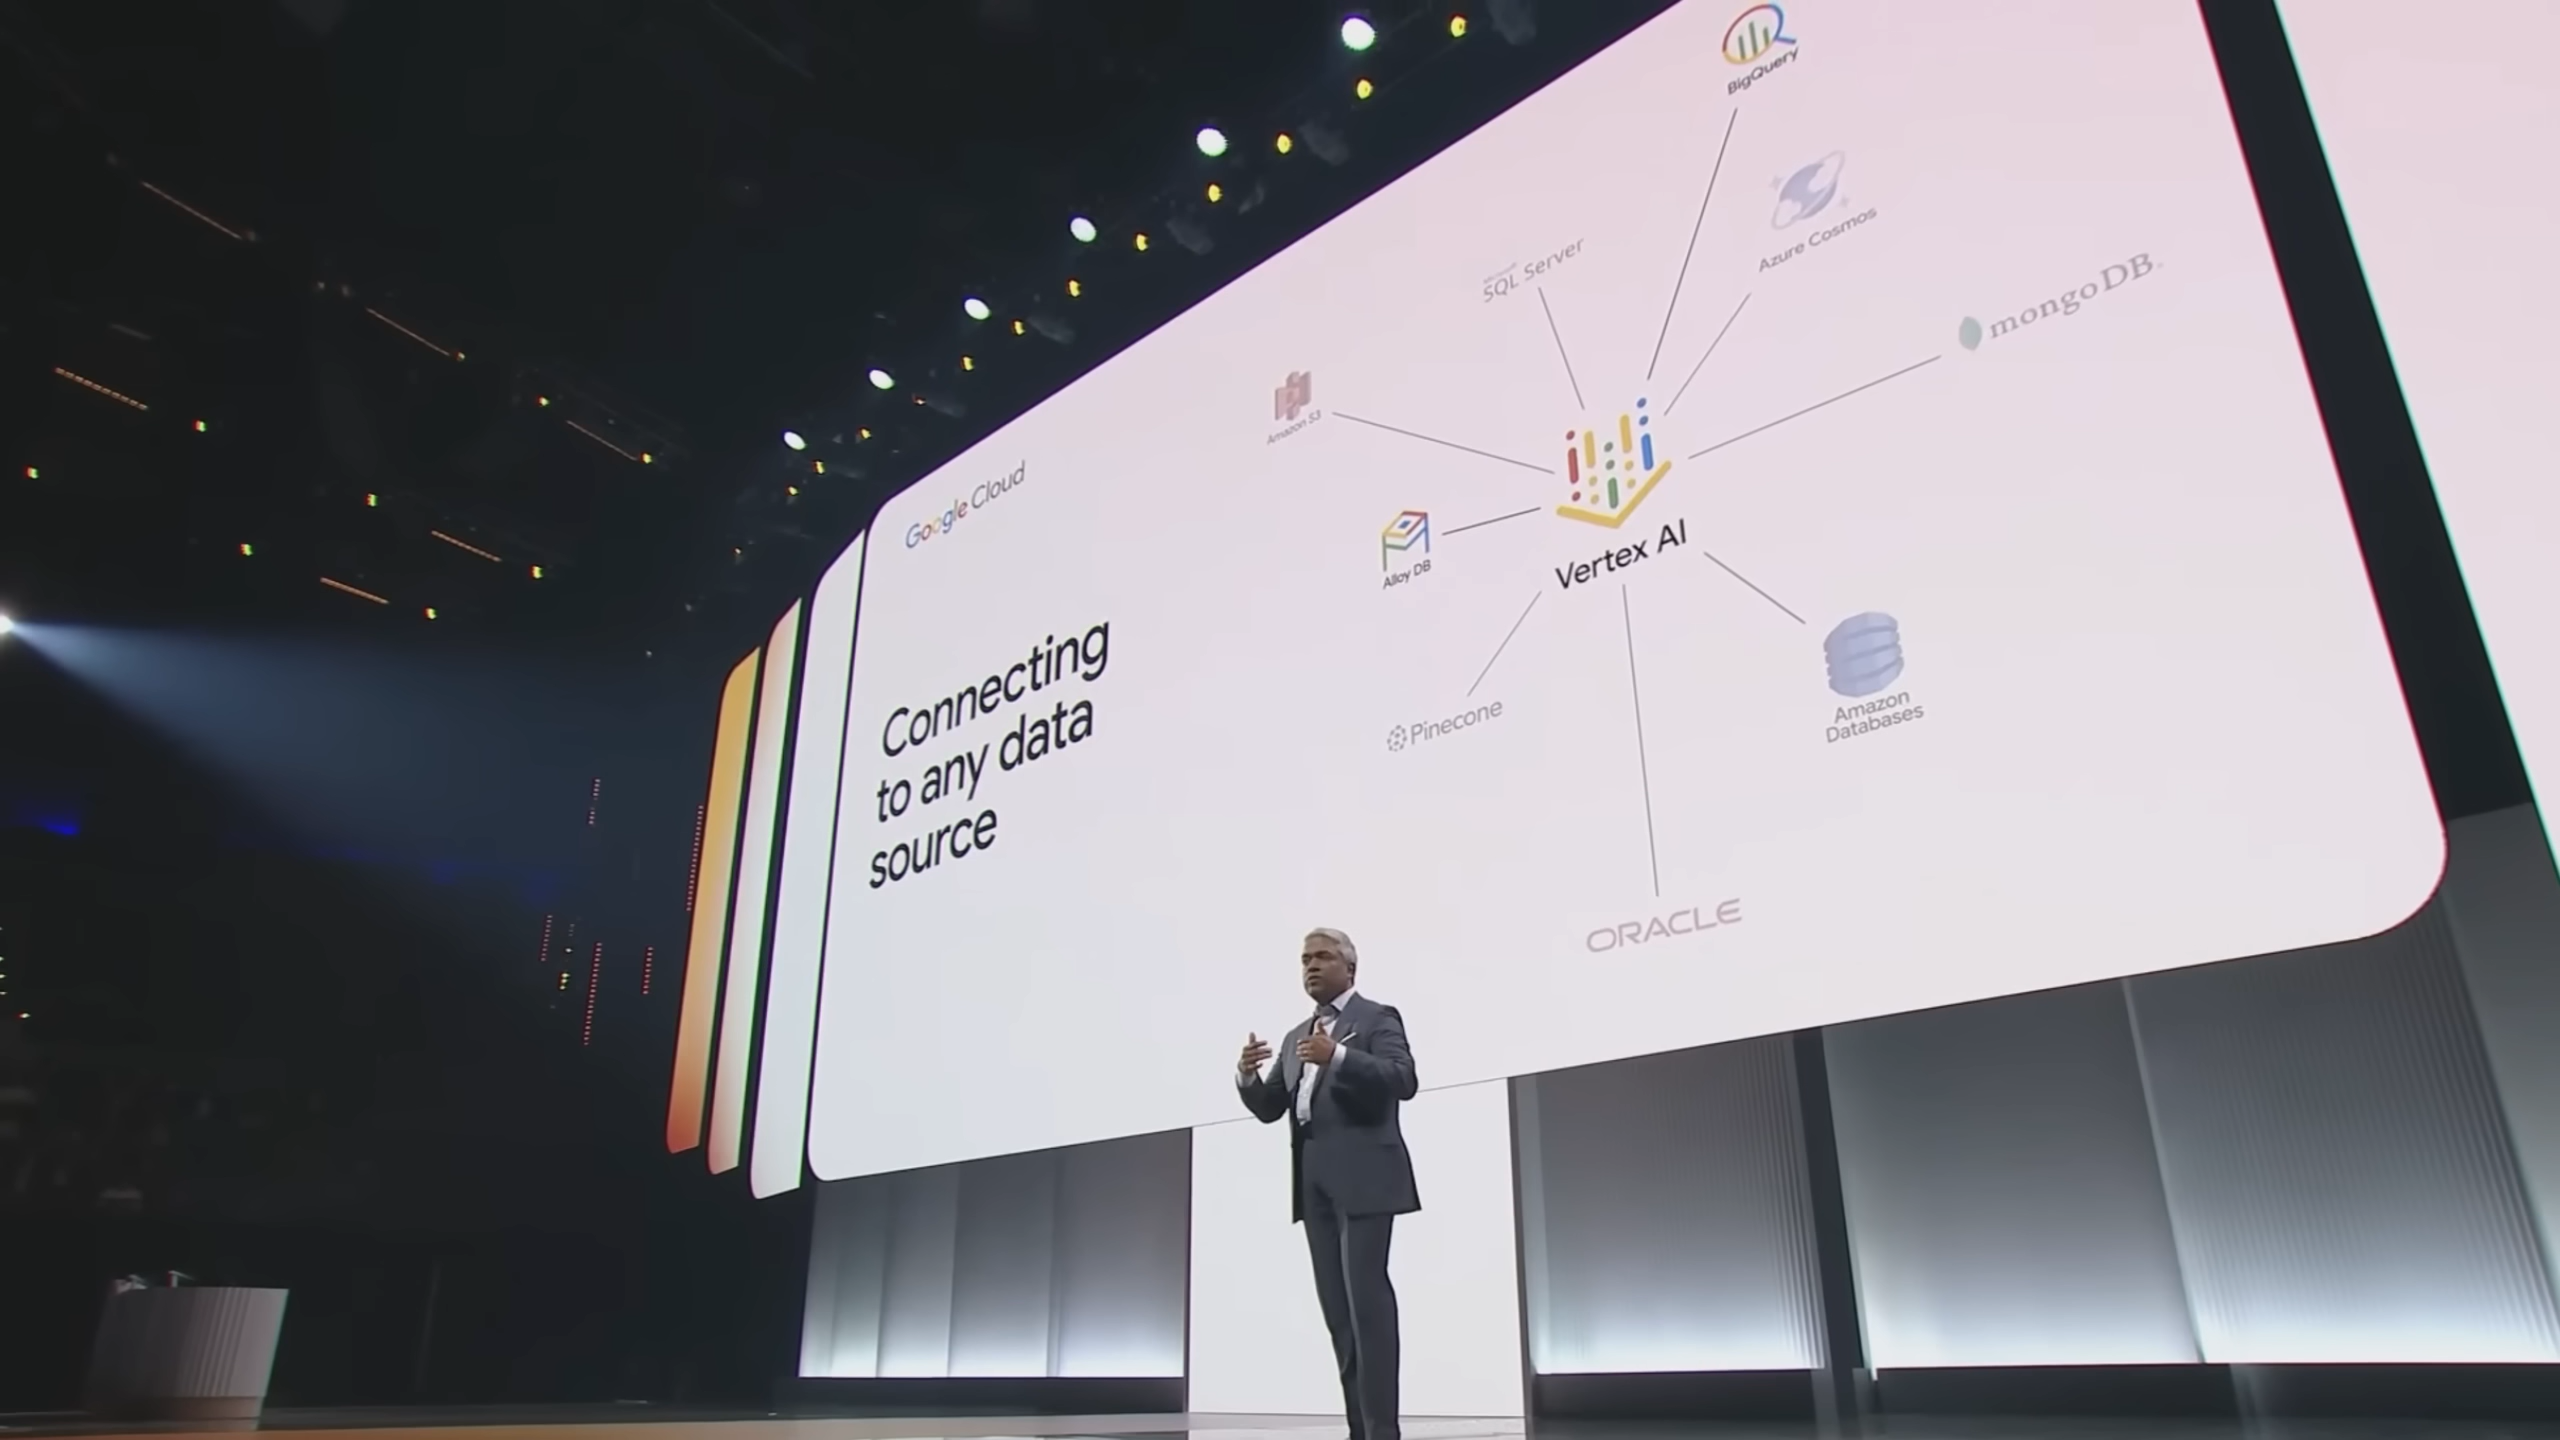 BigQuery
Azure Cosmos
SQL Server
mongoDB.
Amazon S3
Google Cloud
Alloy DB
Vertex AI
Connecting
to any data
source
Pinecone
Amazon
Databases
ORACLE